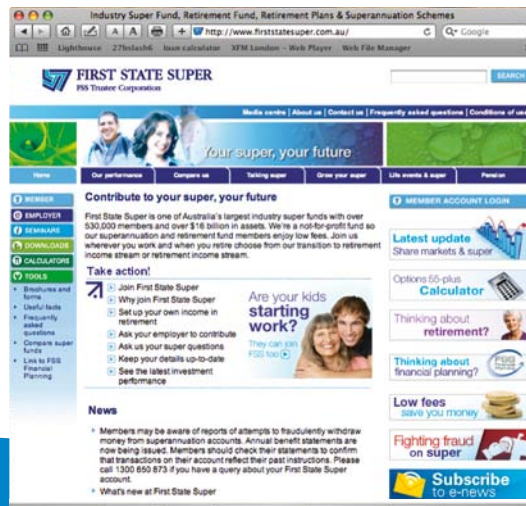 Industry Super Fund, Retirement Fund, Retirement Plans & Superannuation Schemes
A A + http://www.firststatesuper.com.au/ Q Google
Lighthouse 27bslash6 loan calculator XFM London – Web Player Web File Manager
FIRST STATE SUPER
FSS Trustee Corporation
SEARCH
Media centre | About us | Contact us | Frequently asked questions | Conditions of use
Your super, your future
Home Our performance Compare us Talking super Grow your super Life events & super Pension
MEMBER
EMPLOYER
SEMINARS
DOWNLOADS
CALCULATORS
TOOLS
Brochures and
forms
Useful facts
Frequently
asked
questions
Compare super
funds
Link to FSS
Financial
Planning
Contribute to your super, your future
First State Super is one of Australia's largest industry super funds with over
530,000 members and over $16 billion in assets. We're a not-for-profit fund so
our superannuation and retirement fund members enjoy low fees. Join us
wherever you work and when you retire choose from our transition to retirement
income stream or retirement income stream.
Take action!
Join First State Super
Why join First State Super
Set up your own income in
retirement
Ask your employer to contribute
Ask us your super questions
Keep your details up-to-date
See the latest investment
performance
Are your kids
starting
work?
They can join
FSS too
News
Members may be aware of reports of attempts to fraudulently withdraw
money from superannuation accounts. Annual benefit statements are
now being issued. Members should check their statements to confirm
that transactions on their account reflect their past instructions. Please
call 1300 650 873 if you have a query about your First State Super
account.
What's new at First State Super
MEMBER ACCOUNT LOGIN
Latest update
Share markets & super
Options 55-plus
Calculator
Thinking about
retirement?
Thinking about
financial planning?
FSS
Low fees
save you money
Fighting fraud
on super
Subscribe
to e-news